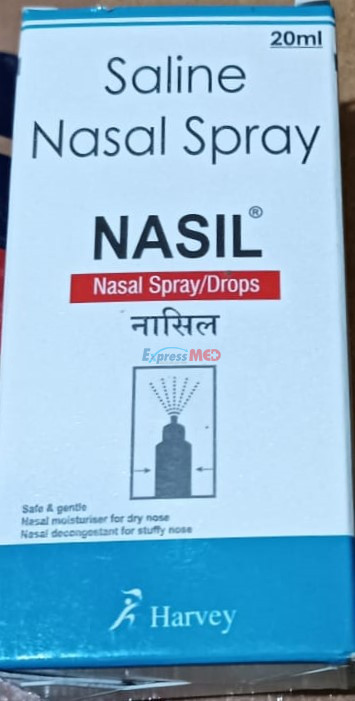 20ml
Saline
Nasal Spray
NASIL®
Nasal Spray/Drops
नासिल
ExpressMED
Safe & gentle
Nasal moisturiser for dry nose
Nasal decongestant for stuffy nose
Harvey